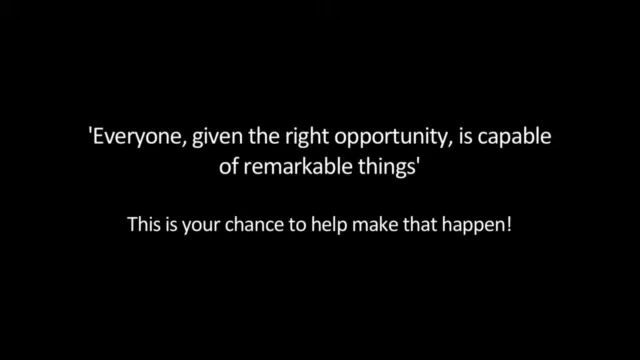 'Everyone, given the right opportunity, is capable
of remarkable things'
This is your chance to help make that happen!